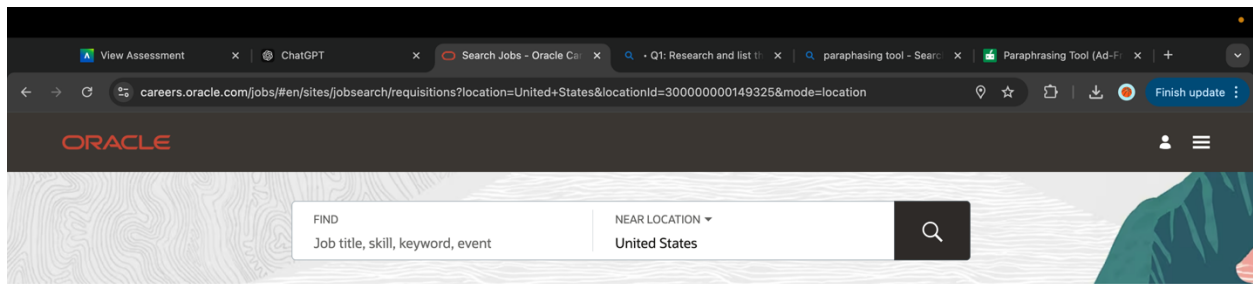 View Assessment
ChatGPT
Search Jobs - Oracle Car
• Q1: Research and list th
paraphasing tool - Searc
Paraphrasing Tool (Ad-Fr
careers.oracle.com/jobs/#en/sites/jobsearch/requisitions?location=United+States&locationId=300000000149325&mode=location
Finish update
ORACLE
FIND
NEAR LOCATION
Job title, skill, keyword, event
United States